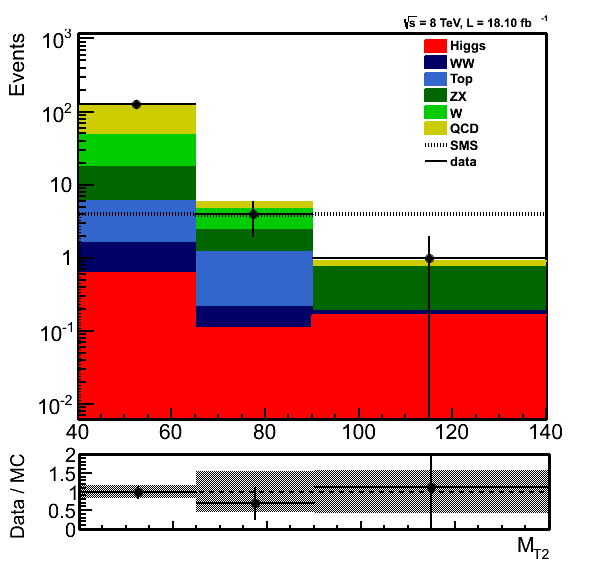 √s = 8 TeV, L = 18.10 fb⁻¹
Events
10³
10²
10
1
10⁻¹
10⁻²
Higgs
WW
Top
ZX
W
QCD
SMS
data
40 60 80 100 120 140
Data / MC
2
1.5
1
0.5
0
M_T2